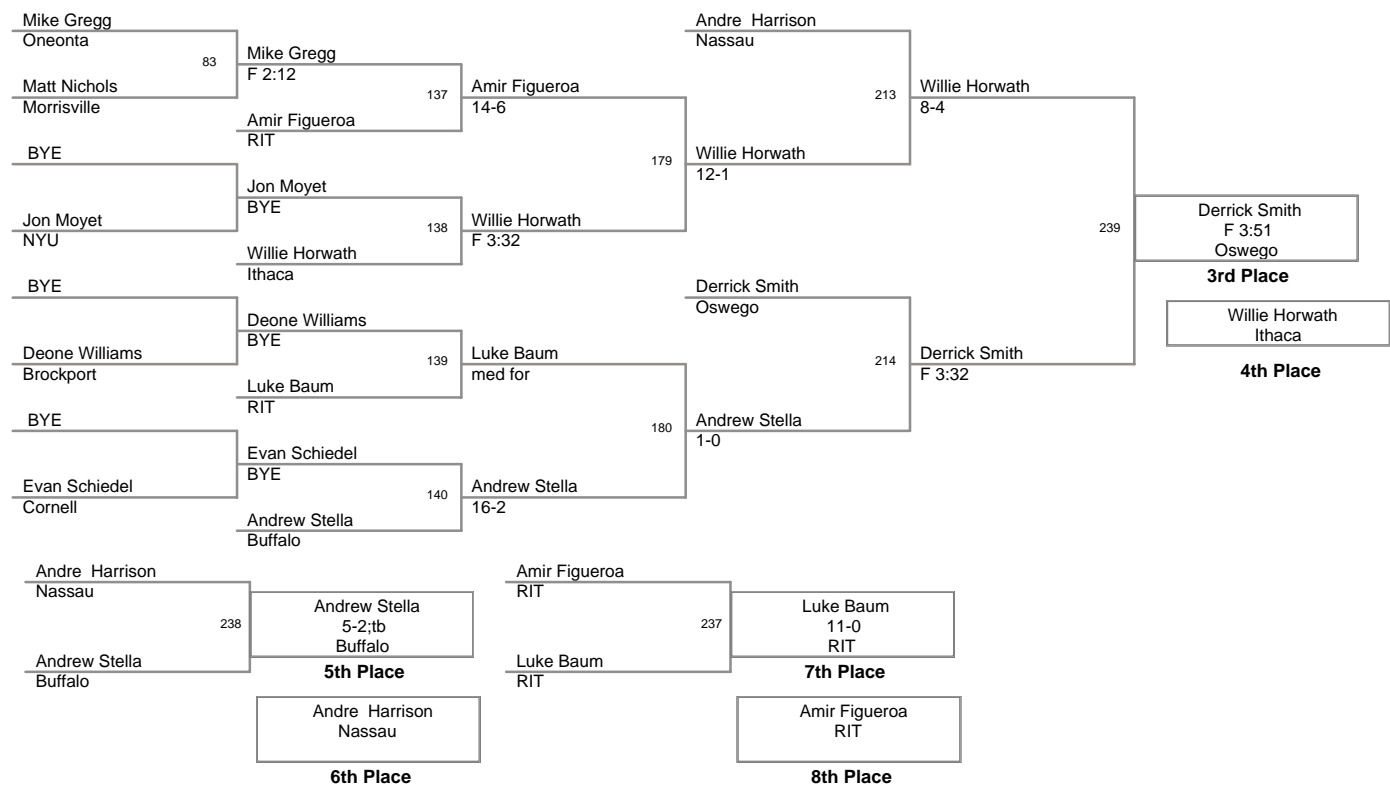 Mike Gregg
Oneonta
83
Matt Nichols
Morrisville
BYE
Jon Moyet
NYU
BYE
Deone Williams
Brockport
BYE
Evan Schiedel
Cornell
Mike Gregg
F 2:12
137
Amir Figueroa
RIT
Jon Moyet
BYE
138
Willie Horwath
Ithaca
Deone Williams
BYE
139
Luke Baum
RIT
Evan Schiedel
BYE
140
Andrew Stella
Buffalo
Amir Figueroa
14-6
179
Willie Horwath
F 3:32
Luke Baum
med for
180
Andrew Stella
16-2
Andre  Harrison
Nassau
213
Willie Horwath
12-1
Derrick Smith
Oswego
214
Andrew Stella
1-0
Willie Horwath
8-4
239
Derrick Smith
F 3:32
Derrick Smith
F 3:51
Oswego
3rd Place
Willie Horwath
Ithaca
4th Place
Andre  Harrison
Nassau
238
Andrew Stella
Buffalo
Andrew Stella
5-2;tb
Buffalo
5th Place
Andre  Harrison
Nassau
6th Place
Amir Figueroa
RIT
237
Luke Baum
RIT
Luke Baum
11-0
RIT
7th Place
Amir Figueroa
RIT
8th Place